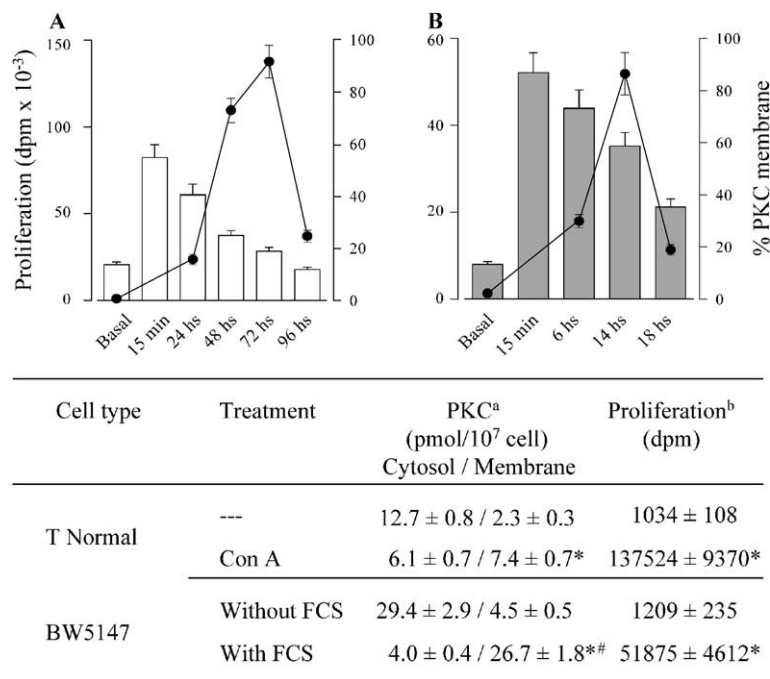 A
B
Proliferation (dpm x 10-3)
150
100
50
0
100
80
60
40
20
0
Basal
15 min
24 hs
48 hs
72 hs
96 hs
60
40
20
0
100
80
60
40
20
0
% PKC membrane
Basal
15 min
6 hs
14 hs
18 hs
Cell type Treatment PKCa Proliferationb
(pmol/107 cell) (dpm)
Cytosol / Membrane
--- 12.7 ± 0.8 / 2.3 ± 0.3 1034 ± 108
T Normal
Con A 6.1 ± 0.7 / 7.4 ± 0.7* 137524 ± 9370*
Without FCS 29.4 ± 2.9 / 4.5 ± 0.5 1209 ± 235
BW5147
With FCS 4.0 ± 0.4 / 26.7 ± 1.8*# 51875 ± 4612*